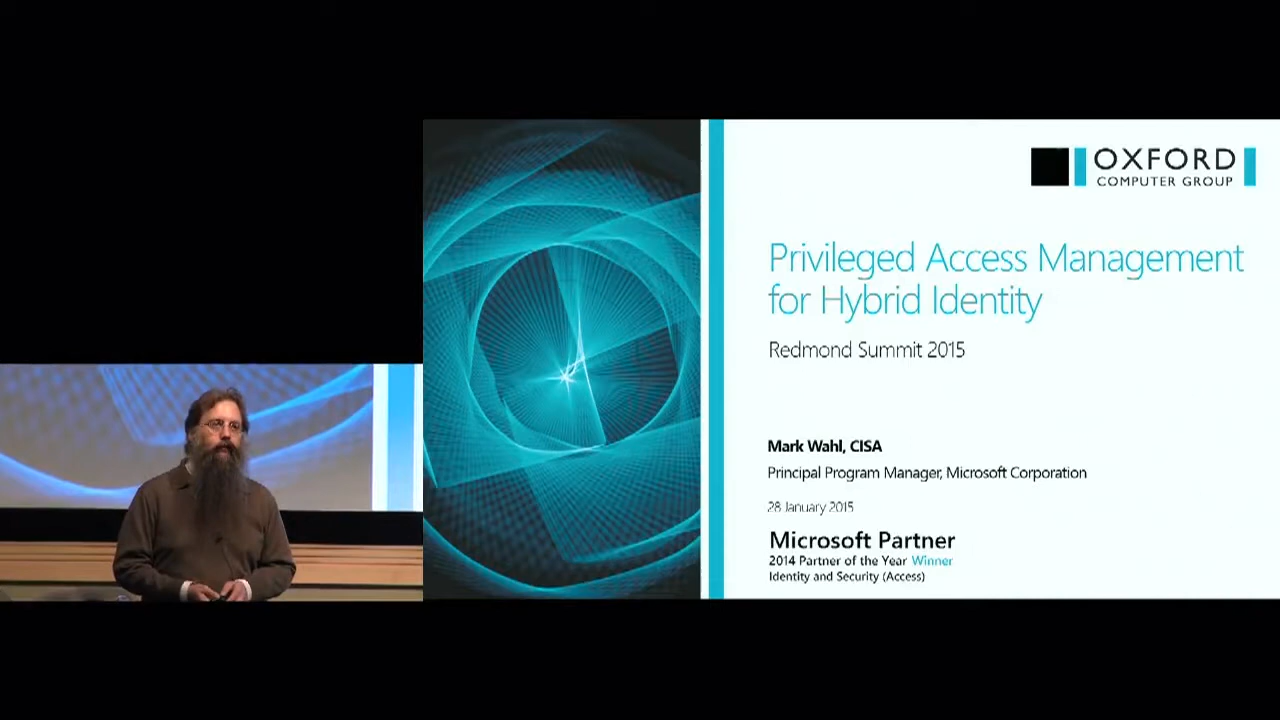 OXFORD
COMPUTER GROUP
Privileged Access Management
for Hybrid Identity
Redmond Summit 2015
Mark Wahl, CISA
Principal Program Manager, Microsoft Corporation
28 January 2015
Microsoft Partner
2014 Partner of the Year Winner
Identity and Security (Access)